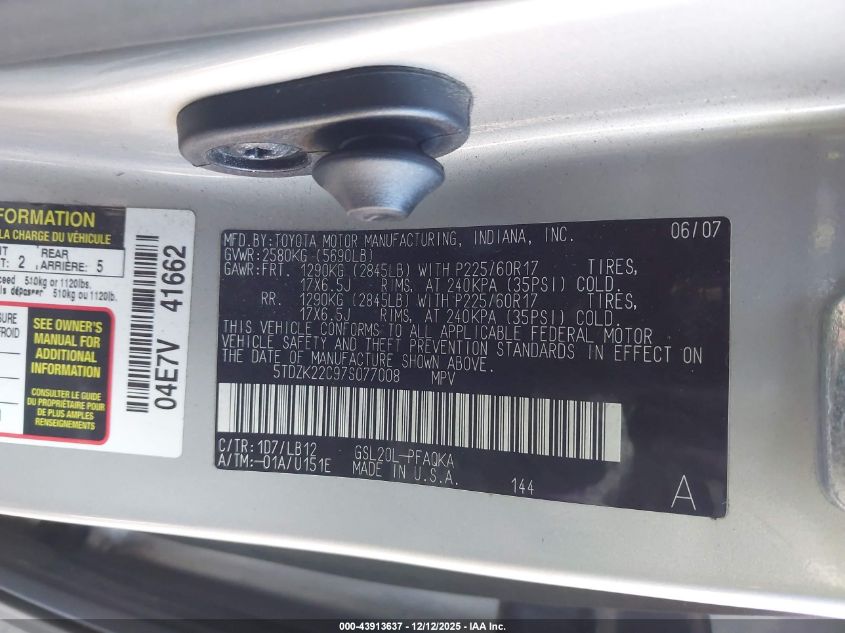 FORMATION
LA CHARGE DU VÉHICULE
2 REAR
ARRIÈRE: 5
510kg or 1120lbs.
dépasser 510kg ou 1120lb.
SEE OWNER'S
MANUAL FOR
ADDITIONAL
INFORMATION
CONSULTER LE GUIDE
DU PROPRIÉTAIRE
POUR DE PLUS
AMPLES
INFORMATIONS
04E7V 41662
MFD.BY:TOYOTA MOTOR MANUFACTURING, INDIANA, INC. 06/07
GVWR:2580KG (5690LB)
GAWR:FRT. 1290KG (2845LB) WITH P225/60R17 TIRES,
17X6.5J RIMS, AT 240KPA (35PSI) COLD.
RR. 1290KG (2845LB) WITH P225/60R17 TIRES,
17X6.5J RIMS, AT 240KPA (35PSI) COLD.
THIS VEHICLE CONFORMS TO ALL APPLICABLE FEDERAL MOTOR
VEHICLE SAFETY AND THEFT PREVENTION STANDARDS IN EFFECT ON
THE DATE OF MANUFACTURE SHOWN ABOVE.
5TDZK22C97S077008 MPV
C/TR:1D7/LB12 GSL20L-PFAQKA
A/TM:-01A/U151E MADE IN U.S.A.
144
A
000-43913637 - 12/12/2025 - IAA Inc.